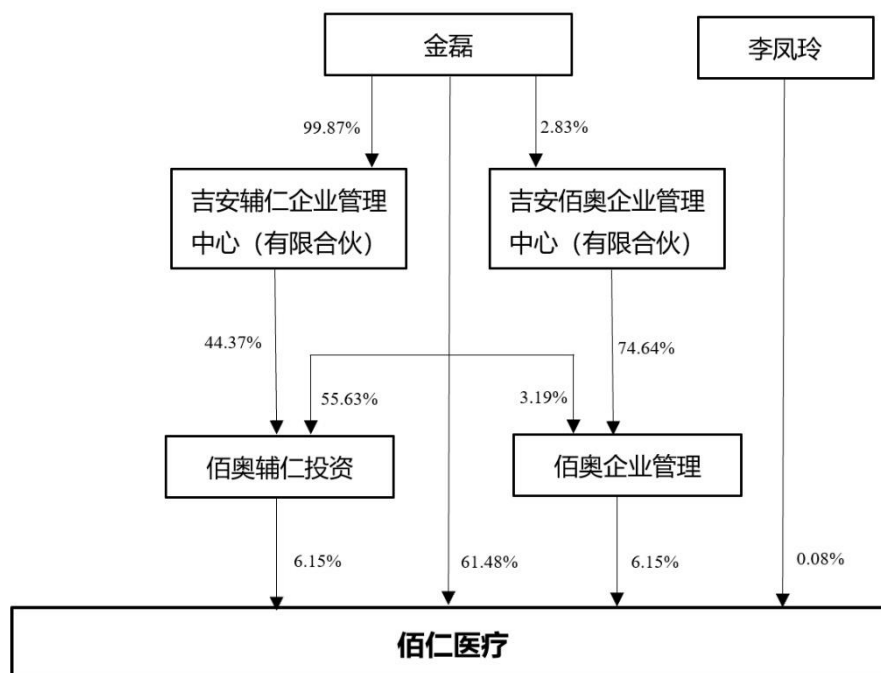 金磊
李凤玲
99.87%
2.83%
吉安辅仁企业管理
中心（有限合伙）
吉安佰奥企业管理
中心（有限合伙）
44.37%
74.64%
55.63%
3.19%
佰奥辅仁投资
佰奥企业管理
6.15%
61.48%
6.15%
0.08%
佰仁医疗